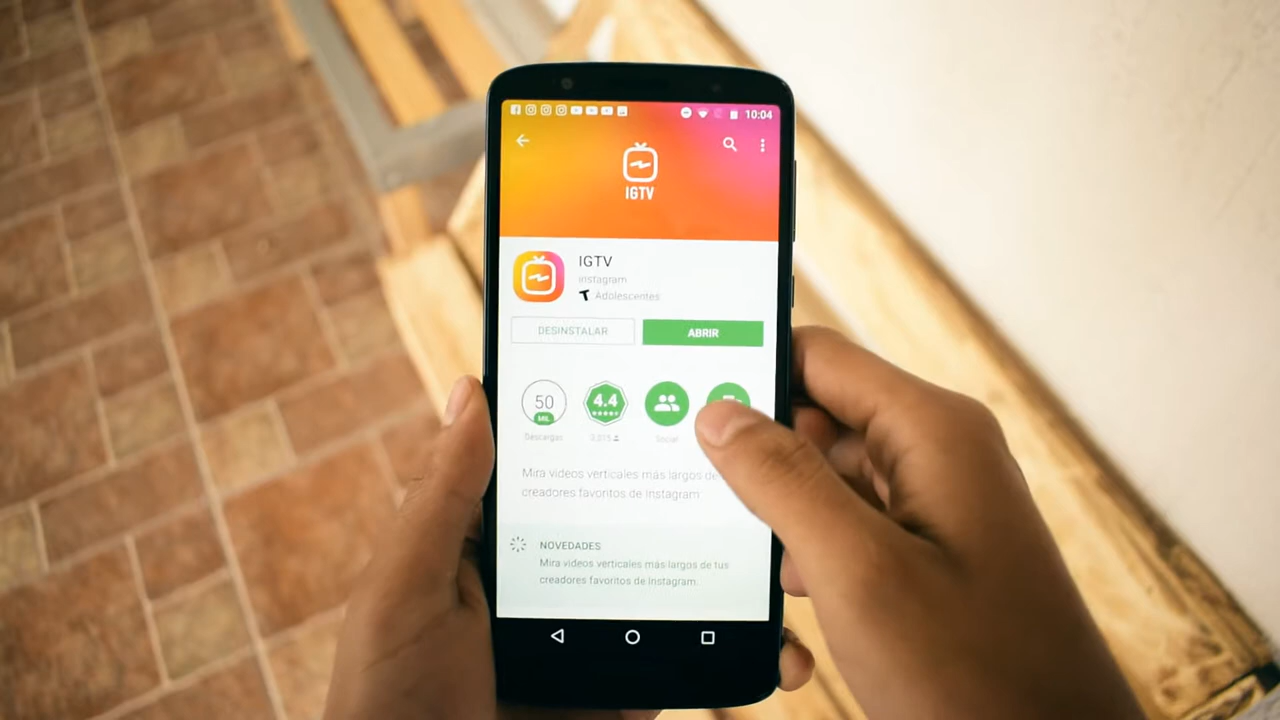 10:04
IGTV
IGTV
Instagram
Adolescentes
DESINSTALAR
ABRIR
50
MIL
4.4
Descargas
Social
Mira videos verticales más largos de
creadores favoritos de Instagram
NOVEDADES
Mira videos verticales más largos de tus
creadores favoritos de Instagram.